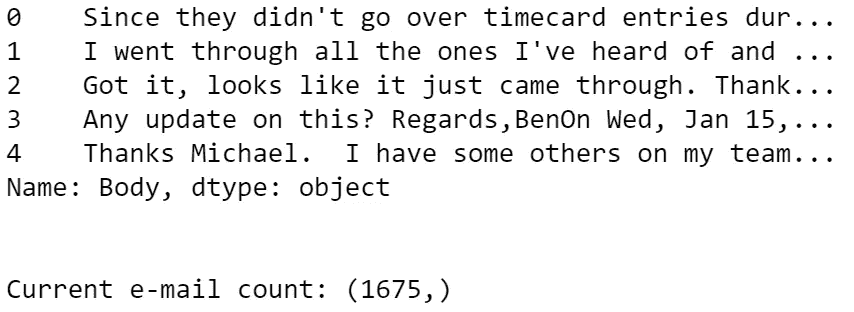 0    Since they didn't go over timecard entries dur...
1    I went through all the ones I've heard of and ...
2    Got it, looks like it just came through. Thank...
3    Any update on this? Regards,BenOn Wed, Jan 15,...
4    Thanks Michael.  I have some others on my team...
Name: Body, dtype: object
Current e-mail count: (1675,)